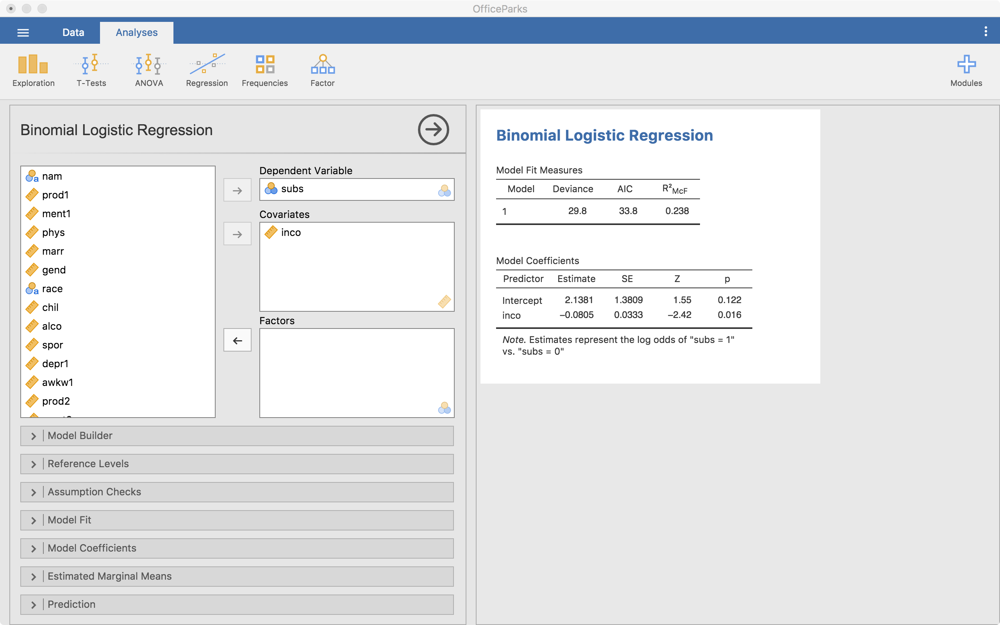 OfficeParks
Data
Analyses
Exploration
T-Tests
ANOVA
Regression
Frequencies
Factor
Modules
Binomial Logistic Regression
nam
prod1
ment1
phys
marr
gend
race
chil
alco
spor
depr1
awkw1
prod2
Dependent Variable
subs
Covariates
inco
Factors
Model Builder
Reference Levels
Assumption Checks
Model Fit
Model Coefficients
Estimated Marginal Means
Prediction
Binomial Logistic Regression
Model Fit Measures
Model Deviance AIC R²McF
1 29.8 33.8 0.238
Model Coefficients
Predictor Estimate SE Z p
Intercept 2.1381 1.3809 1.55 0.122
inco −0.0805 0.0333 −2.42 0.016
Note. Estimates represent the log odds of "subs = 1"
vs. "subs = 0"